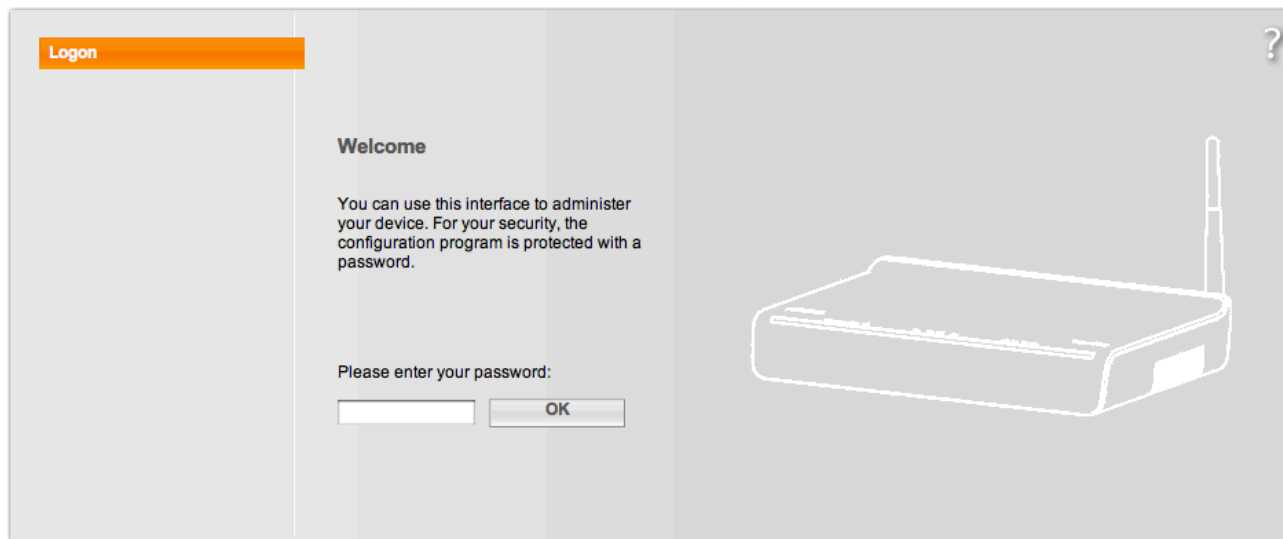 Logon
?
Welcome
You can use this interface to administer
your device. For your security, the
configuration program is protected with a
password.
Please enter your password:
OK